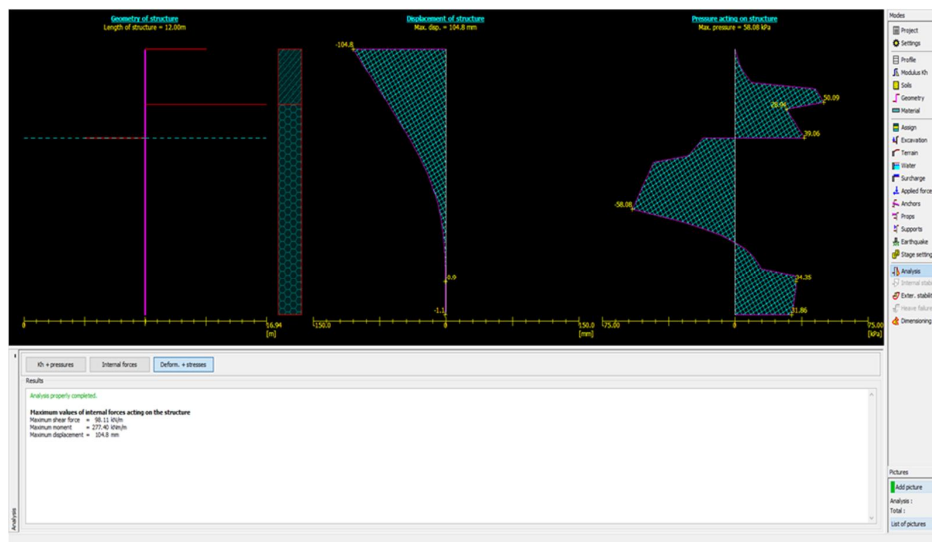 Geometry of structure
Length of structure = 12,00m
Displacement of structure
Max. disp. = 104.8 mm
Pressure acting on structure
Max. pressure = 58.08 kPa
-104.8
50.09
39.06
-58.08
0.9
34.35
-1.1
31.86
0
16.94
[m]
-150.0
0
150.0
[mm]
-75.00
0
75.00
[kPa]
Modes
Project
Settings
Profile
Modulus Kh
Soils
Geometry
Material
Assign
Excavation
Terrain
Water
Surcharge
Applied force
Anchors
Props
Supports
Earthquake
Stage setting
Analysis
Internal stab
Exter. stabilit
Heave failure
Dimensioning
Kh + pressures
Internal forces
Deform. + stresses
Results
Analysis properly completed.
Maximum values of internal forces acting on the structure
Maximum shear force = 98.11 kN/m
Maximum moment = 277.40 kNm/m
Maximum displacement = 104.8 mm
Analysis
Pictures
Add picture
Analysis :
Total :
List of pictures